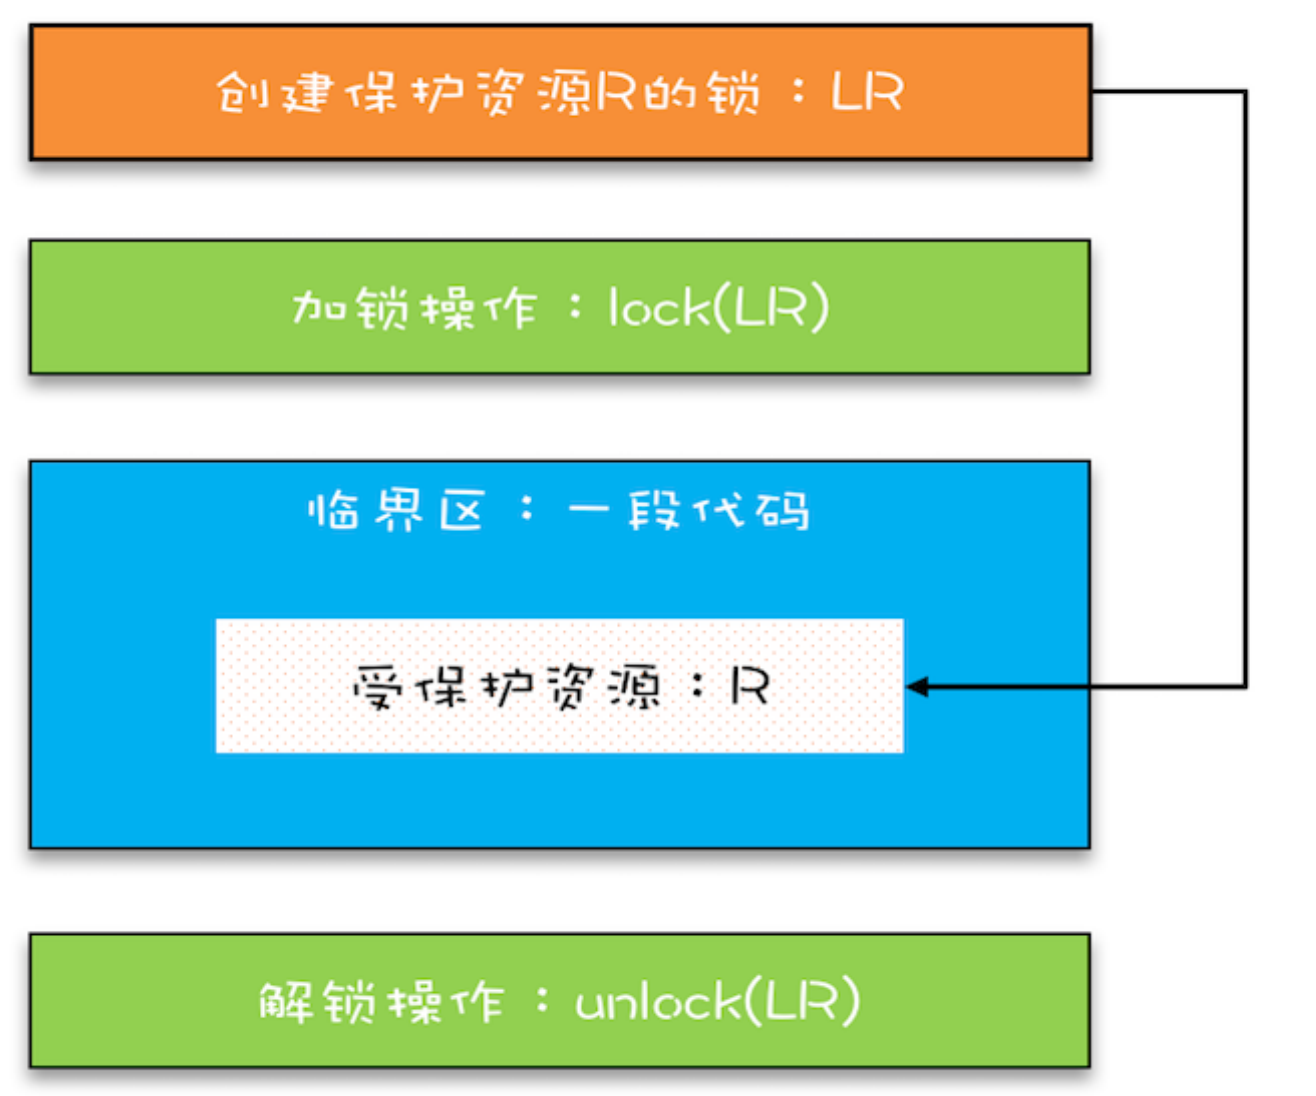 创建保护资源R的锁：LR
加锁操作：lock(LR)
临界区：一段代码
受保护资源：R
解锁操作：unlock(LR)